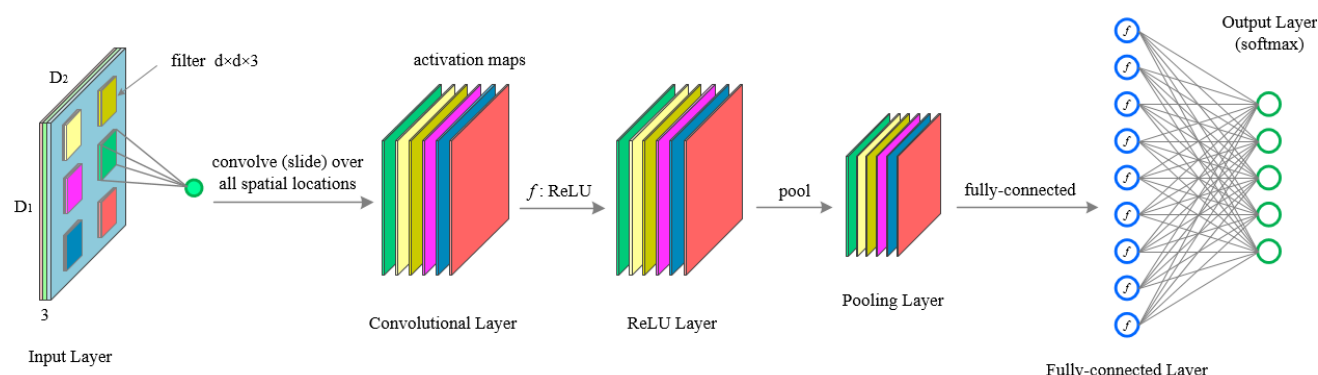 D₂
filter d×d×3
D₁
3
Input Layer
convolve (slide) over
all spatial locations
activation maps
Convolutional Layer
f : ReLU
ReLU Layer
pool
Pooling Layer
fully-connected
f
f
f
f
f
f
f
f
f
Fully-connected Layer
Output Layer
(softmax)